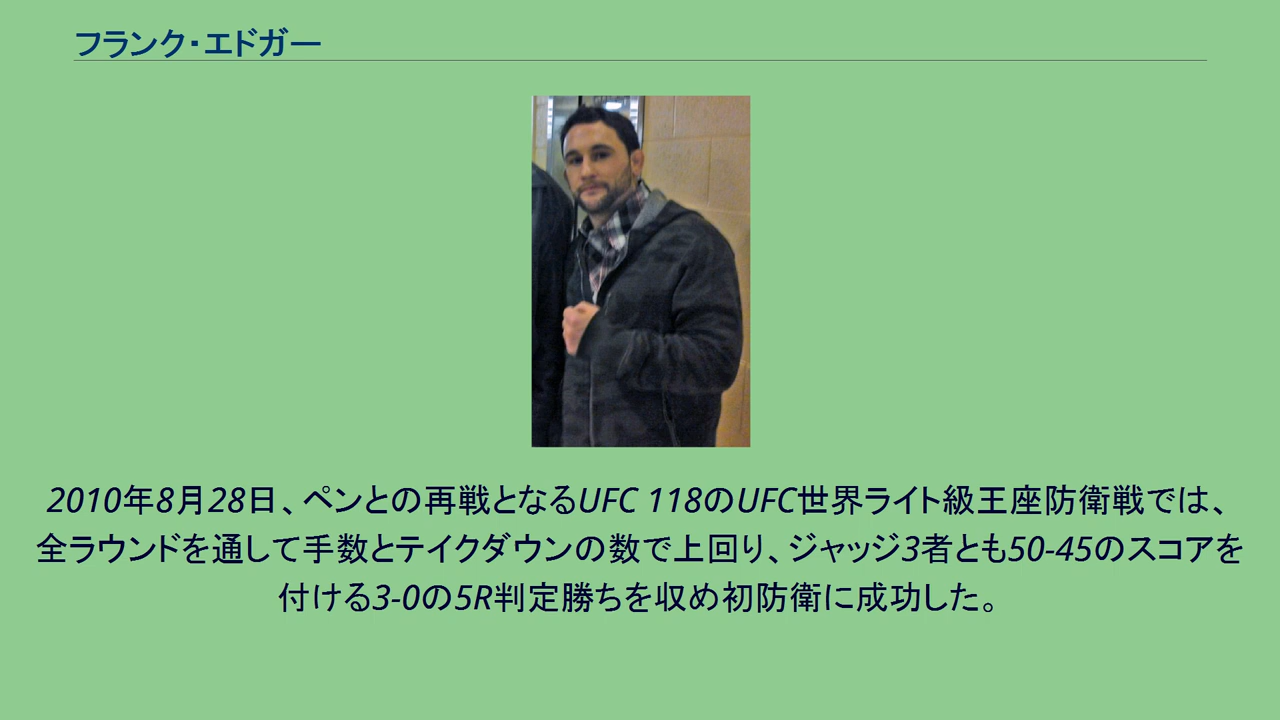 フランク・エドガー
2010年8月28日、ペンとの再戦となるUFC 118のUFC世界ライト級王座防衛戦では、
全ラウンドを通して手数とテイクダウンの数で上回り、ジャッジ3者とも50-45のスコアを
付ける3-0の5R判定勝ちを収め初防衛に成功した。